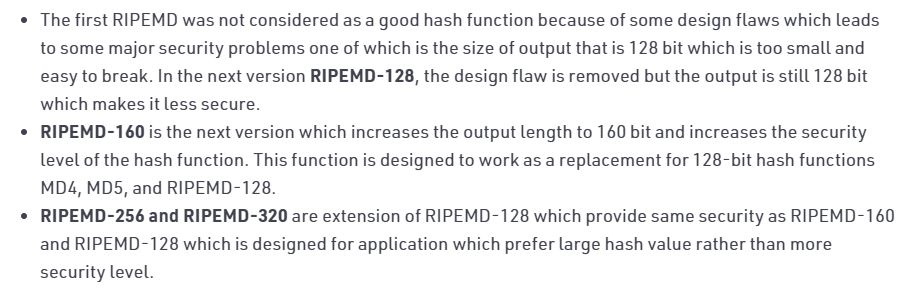 • The first RIPEMD was not considered as a good hash function because of some design flaws which leads
to some major security problems one of which is the size of output that is 128 bit which is too small and
easy to break. In the next version RIPEMD-128, the design flaw is removed but the output is still 128 bit
which makes it less secure.
• RIPEMD-160 is the next version which increases the output length to 160 bit and increases the security
level of the hash function. This function is designed to work as a replacement for 128-bit hash functions
MD4, MD5, and RIPEMD-128.
• RIPEMD-256 and RIPEMD-320 are extension of RIPEMD-128 which provide same security as RIPEMD-160
and RIPEMD-128 which is designed for application which prefer large hash value rather than more
security level.